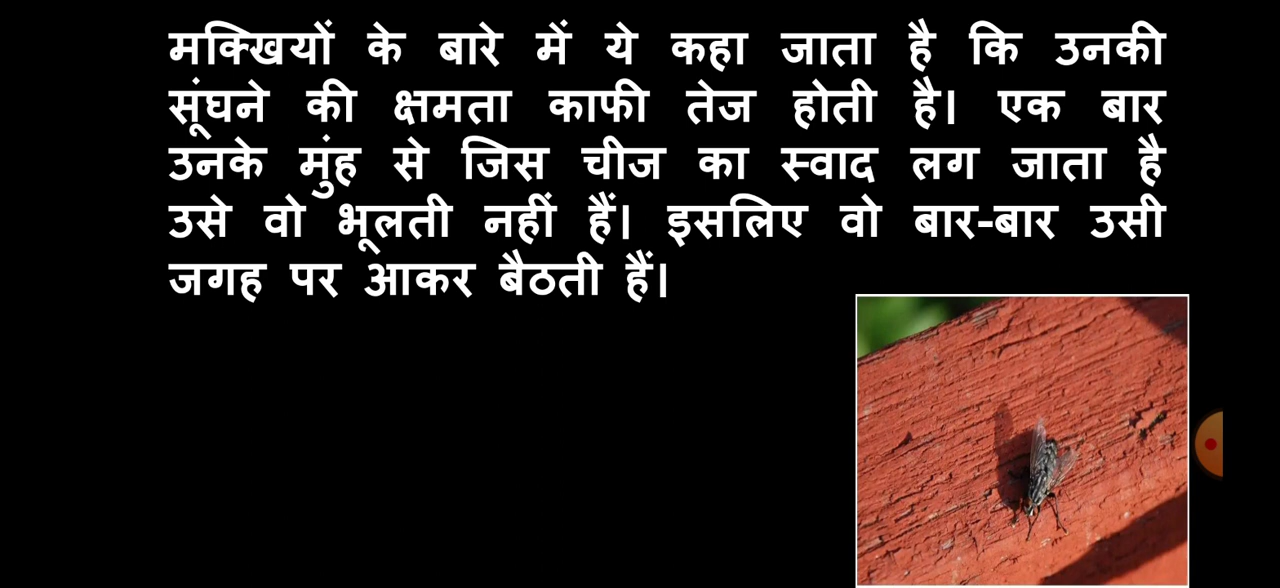 मक्खियों के बारे में ये कहा जाता है कि उनकी
सूंघने की क्षमता काफी तेज होती है। एक बार
उनके मुंह से जिस चीज का स्वाद लग जाता है
उसे वो भूलती नहीं हैं। इसलिए वो बार-बार उसी
जगह पर आकर बैठती हैं।